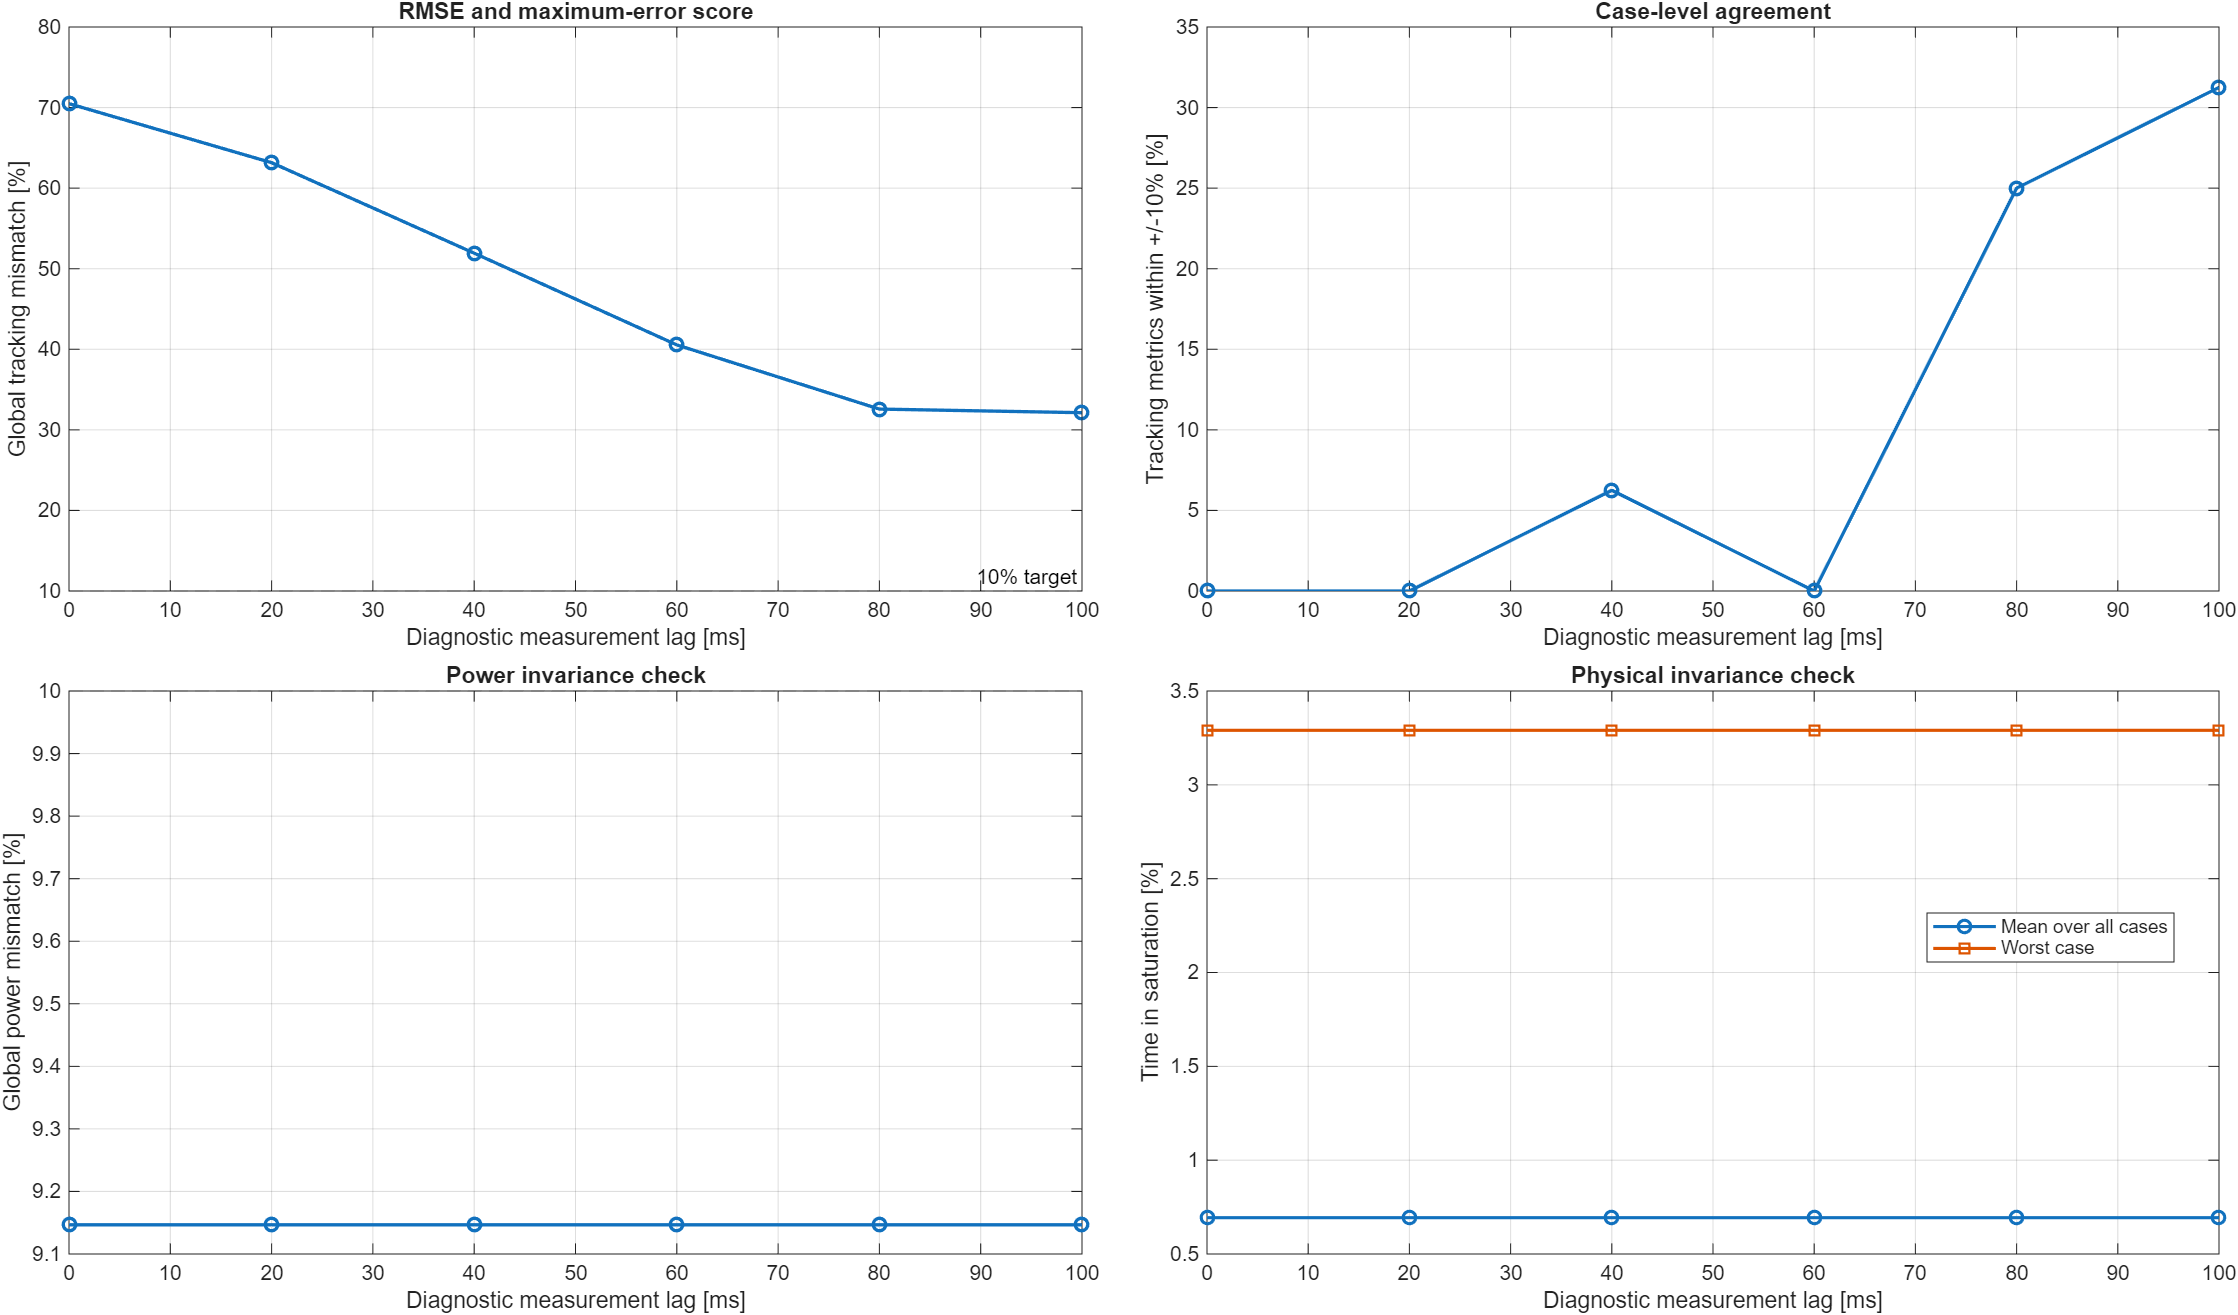 RMSE and maximum-error score
Global tracking mismatch [%]
80
70
60
50
40
30
20
10
10% target
0 10 20 30 40 50 60 70 80 90 100
Diagnostic measurement lag [ms]
Case-level agreement
Tracking metrics within +/-10% [%]
35
30
25
20
15
10
5
0
0 10 20 30 40 50 60 70 80 90 100
Diagnostic measurement lag [ms]
Power invariance check
Global power mismatch [%]
10
9.9
9.8
9.7
9.6
9.5
9.4
9.3
9.2
9.1
0 10 20 30 40 50 60 70 80 90 100
Diagnostic measurement lag [ms]
Physical invariance check
Time in saturation [%]
3.5
3
2.5
2
1.5
1
0.5
Mean over all cases
Worst case
0 10 20 30 40 50 60 70 80 90 100
Diagnostic measurement lag [ms]